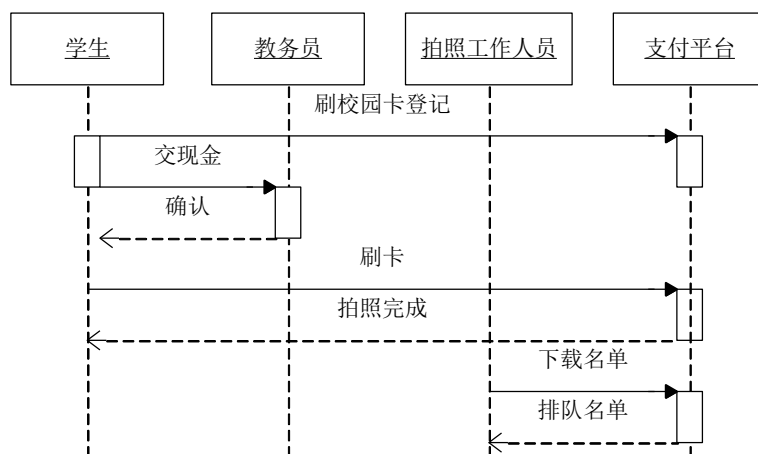 学生
教务员
拍照工作人员
支付平台
刷校园卡登记
交现金
确认
刷卡
拍照完成
下载名单
排队名单